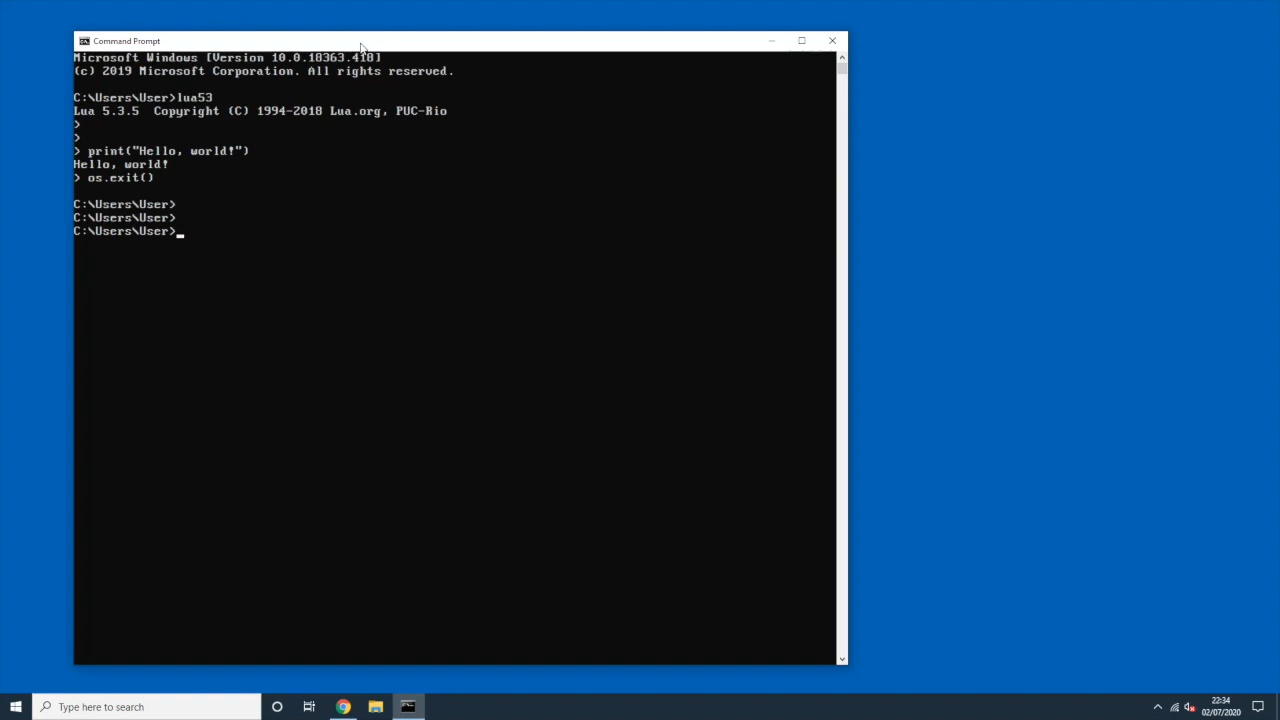 Command Prompt
Microsoft Windows [Version 10.0.18363.418]
(c) 2019 Microsoft Corporation. All rights reserved.
C:\Users\User>lua53
Lua 5.3.5  Copyright (C) 1994-2018 Lua.org, PUC-Rio
>
>
> print("Hello, world!")
Hello, world!
> os.exit()
C:\Users\User>
C:\Users\User>
C:\Users\User>
Type here to search
22:34
02/07/2020